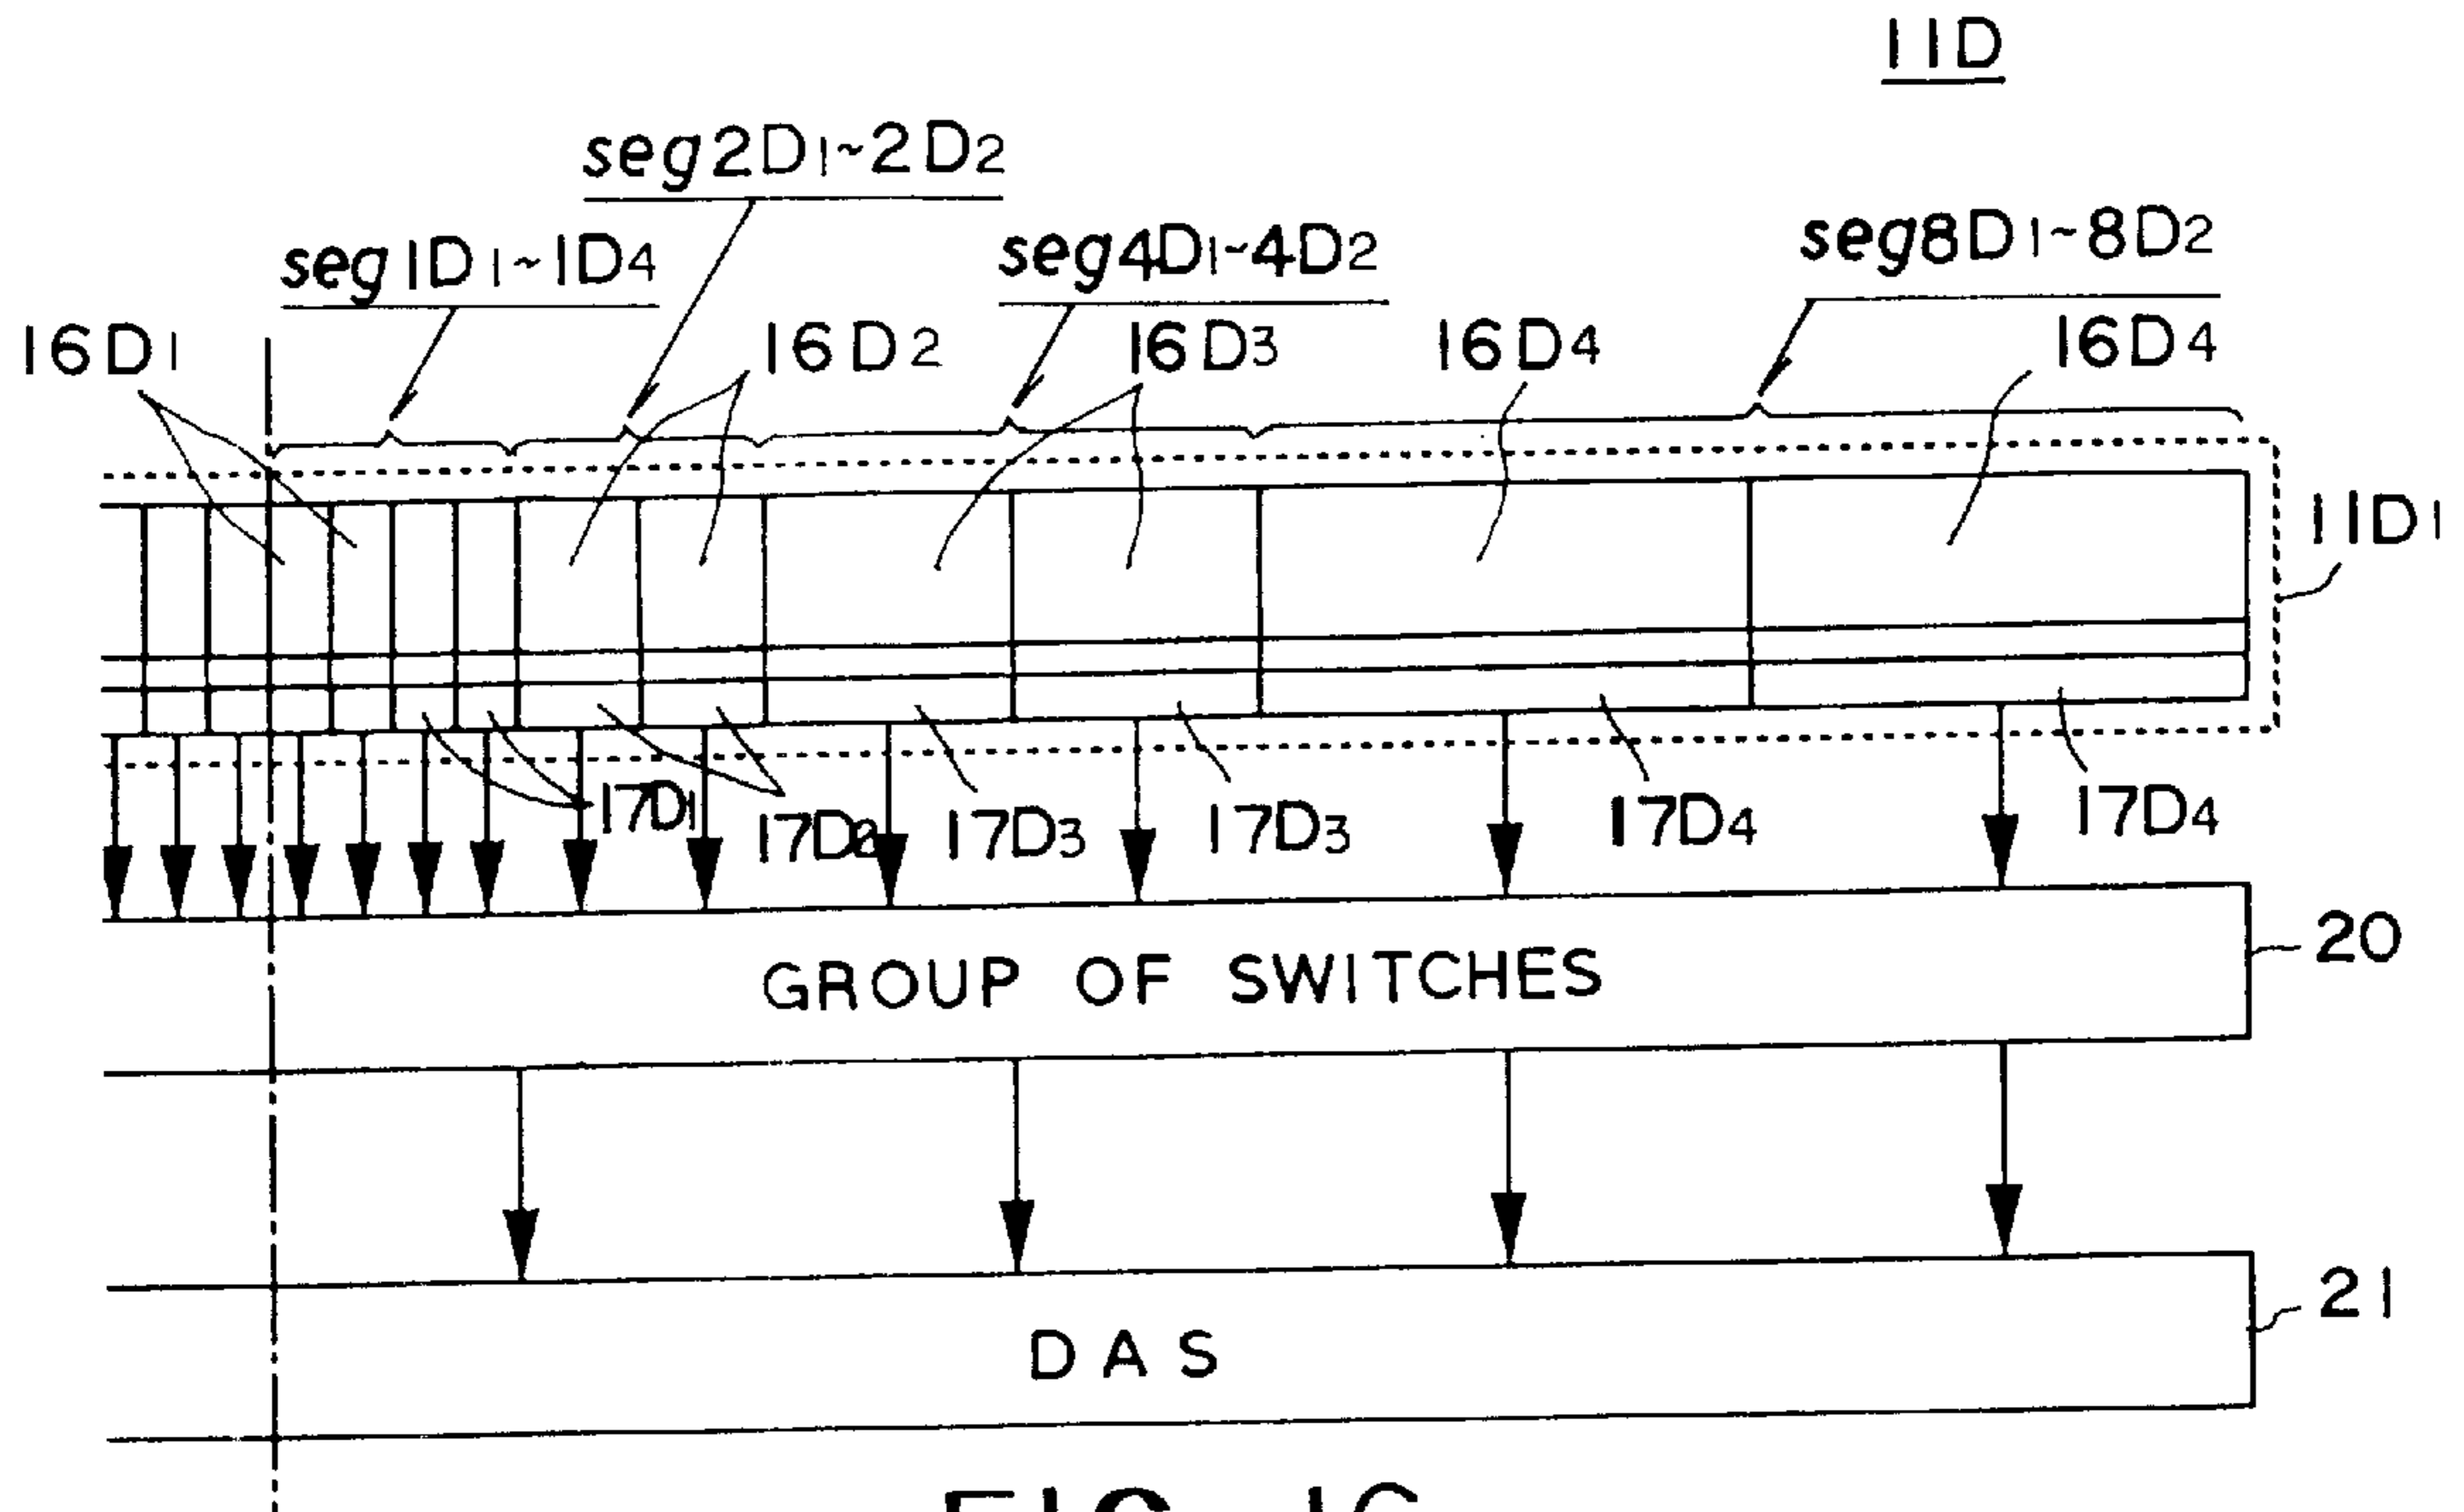 11D
seg2D1~2D2
seg1D1~1D4
seg4D1~4D2
seg8D1~8D2
16D1
16D2
16D3
16D4
16D4
11D1
17D1
17D2
17D3
17D3
17D4
17D4
GROUP OF SWITCHES
20
21
DAS